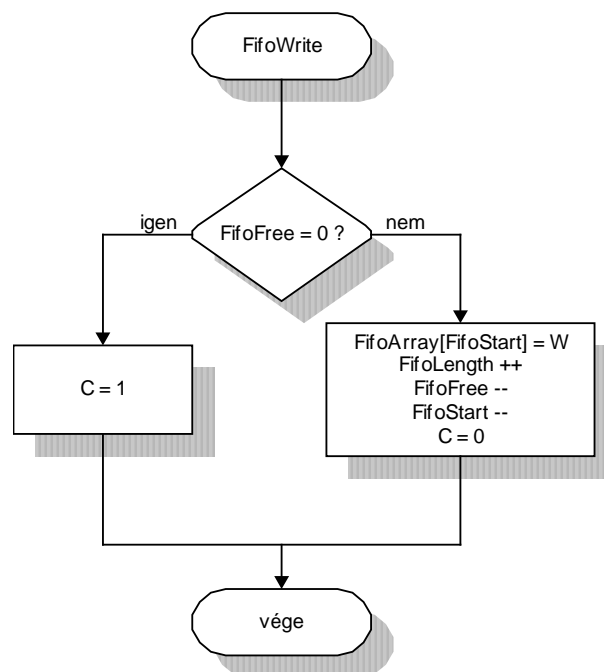 FifoWrite
FifoFree = 0 ?
igen
nem
C = 1
FifoArray[FifoStart] = W
FifoLength ++
FifoFree --
FifoStart --
C = 0
vége